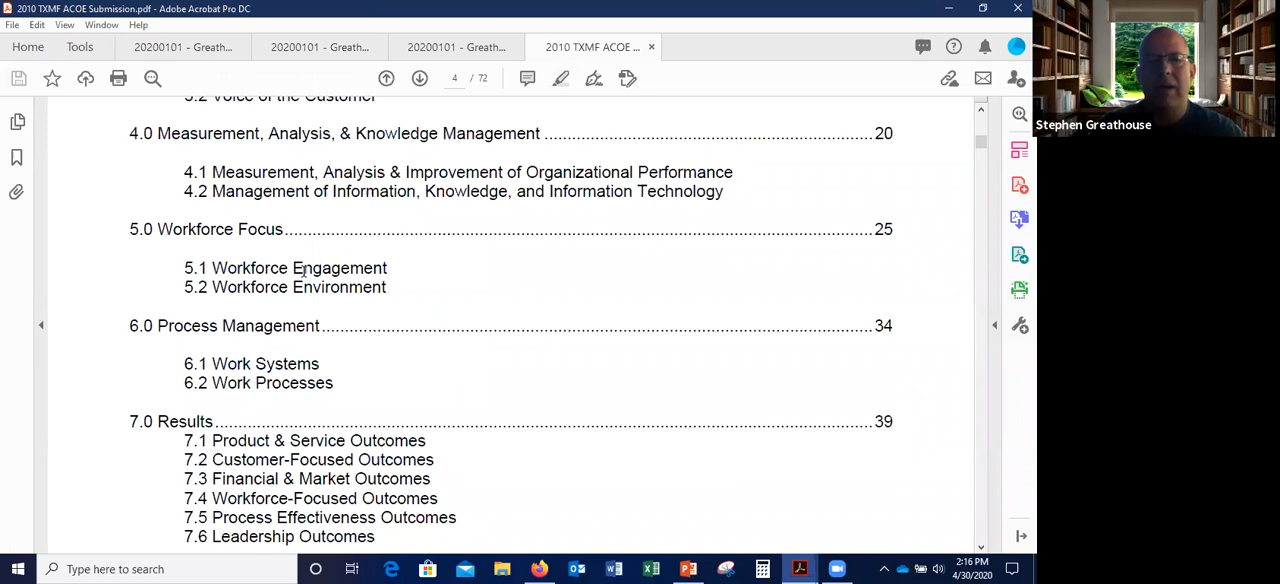 2010 TXMF ACOE Submission.pdf - Adobe Acrobat Pro DC
File Edit View Window Help
Home Tools 20200101 - Greath... 20200101 - Greath... 20200101 - Greath... 2010 TXMF ACOE ... ×
4 / 72
5.2 Voice of the Customer
4.0 Measurement, Analysis, & Knowledge Management 20
4.1 Measurement, Analysis & Improvement of Organizational Performance
4.2 Management of Information, Knowledge, and Information Technology
5.0 Workforce Focus 25
5.1 Workforce Engagement
5.2 Workforce Environment
6.0 Process Management 34
6.1 Work Systems
6.2 Work Processes
7.0 Results 39
7.1 Product & Service Outcomes
7.2 Customer-Focused Outcomes
7.3 Financial & Market Outcomes
7.4 Workforce-Focused Outcomes
7.5 Process Effectiveness Outcomes
7.6 Leadership Outcomes
Stephen Greathouse
Type here to search
2:16 PM
4/30/2020